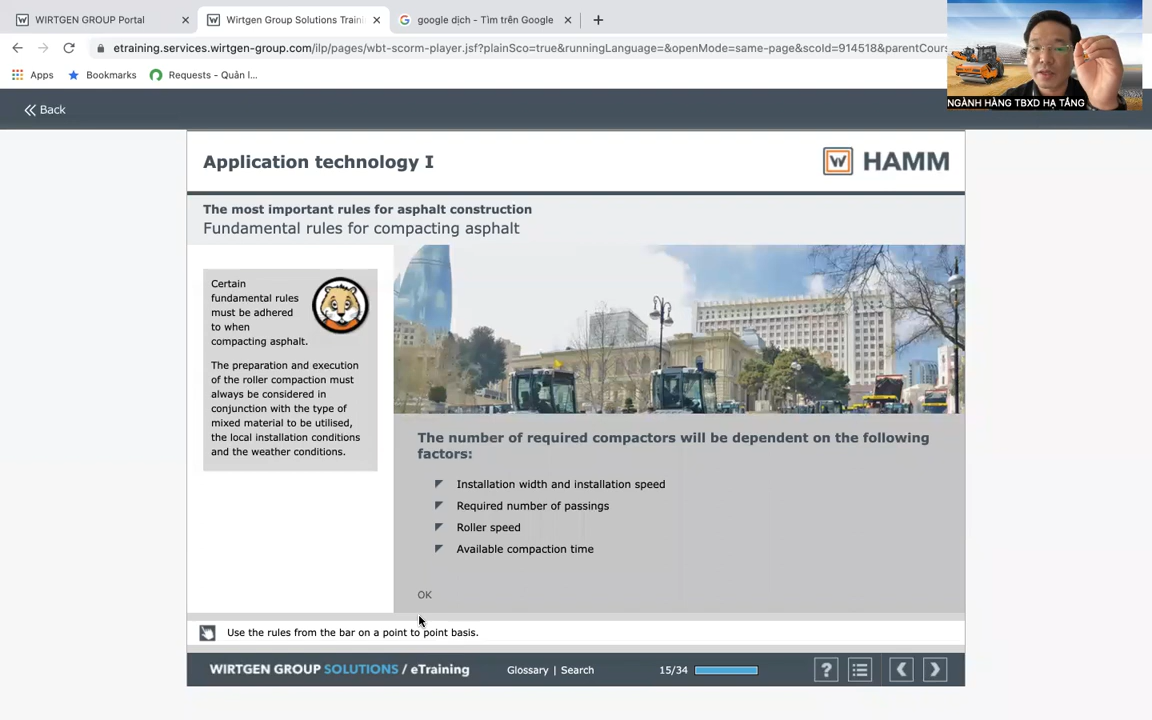 WIRTGEN GROUP Portal
Wirtgen Group Solutions Traini
google dịch - Tìm trên Google
etraining.services.wirtgen-group.com/ilp/pages/wbt-scorm-player.jsf?plainSco=true&runningLanguage=&openMode=same-page&scoId=914518&parentCour
Apps
Bookmarks
Requests - Quản l...
NGÀNH HÀNG TBXD HẠ TẦNG
Back
Application technology I
W HAMM
The most important rules for asphalt construction
Fundamental rules for compacting asphalt
Certain
fundamental rules
must be adhered
to when
compacting asphalt.
The preparation and execution
of the roller compaction must
always be considered in
conjunction with the type of
mixed material to be utilised,
the local installation conditions
and the weather conditions.
The number of required compactors will be dependent on the following
factors:
Installation width and installation speed
Required number of passings
Roller speed
Available compaction time
OK
Use the rules from the bar on a point to point basis.
WIRTGEN GROUP SOLUTIONS / eTraining
Glossary | Search
15/34
?